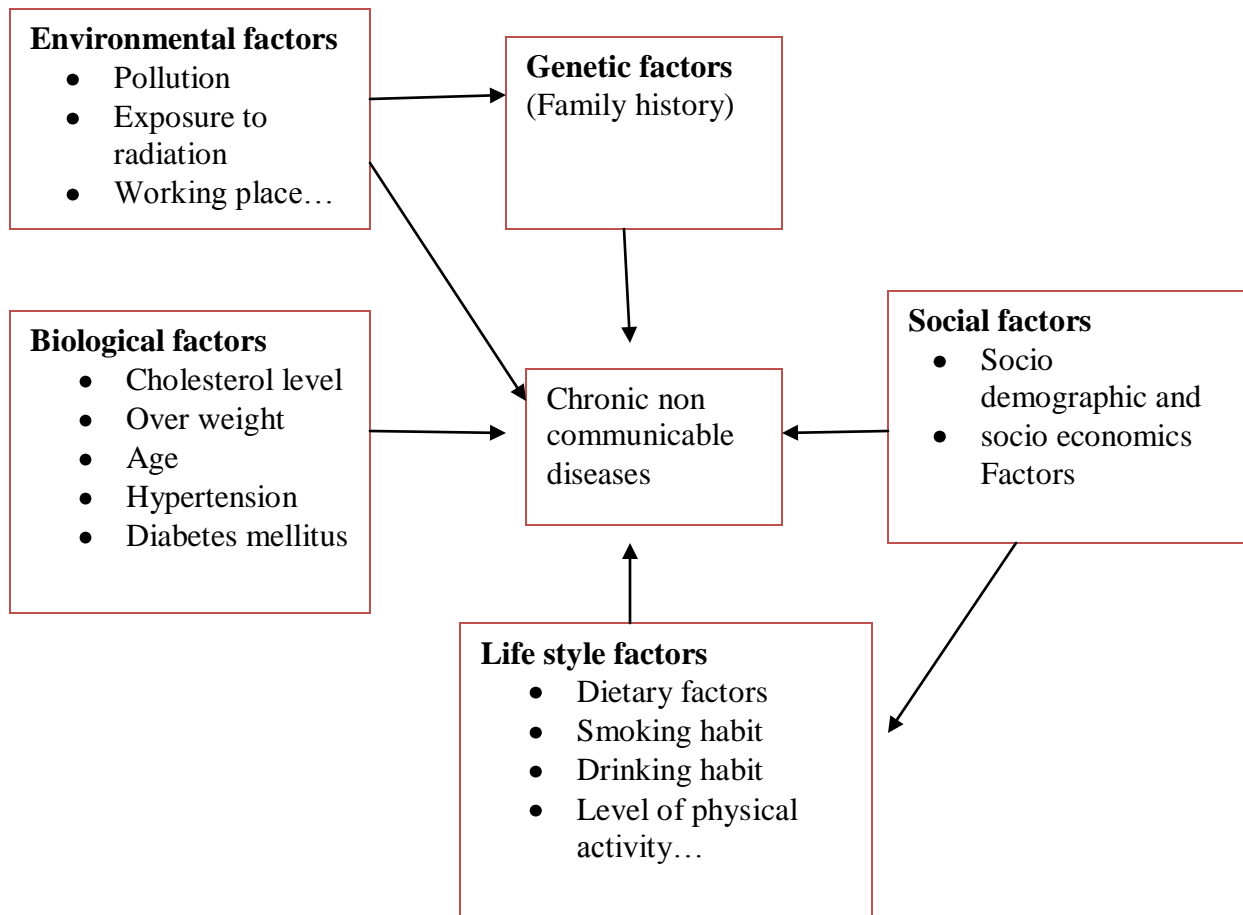 Environmental factors
● Pollution
● Exposure to
radiation
● Working place…
Genetic factors
(Family history)
Biological factors
● Cholesterol level
● Over weight
● Age
● Hypertension
● Diabetes mellitus
Chronic non
communicable
diseases
Social factors
● Socio
demographic and
● socio economics
Factors
Life style factors
● Dietary factors
● Smoking habit
● Drinking habit
● Level of physical
activity…